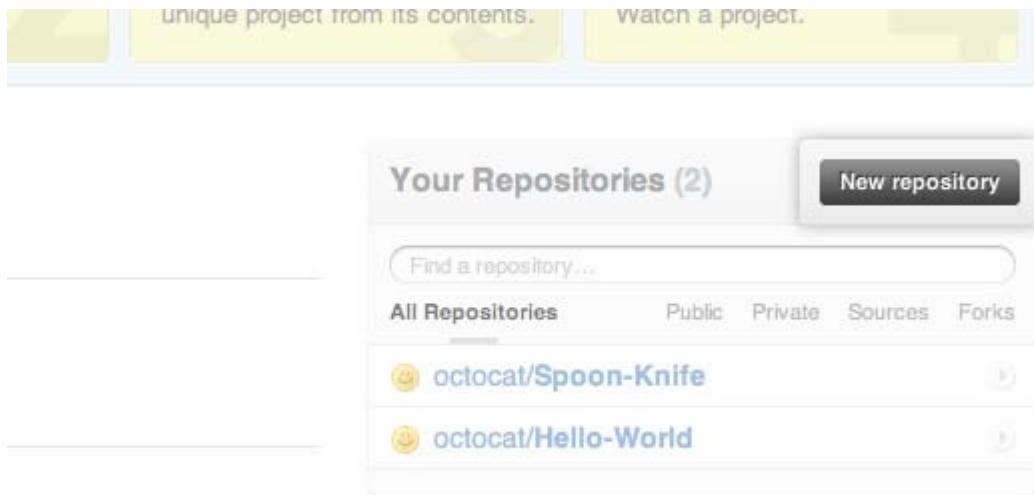 unique project from its contents.
Watch a project.
Your Repositories (2)
New repository
Find a repository...
All Repositories Public Private Sources Forks
octocat/Spoon-Knife
octocat/Hello-World